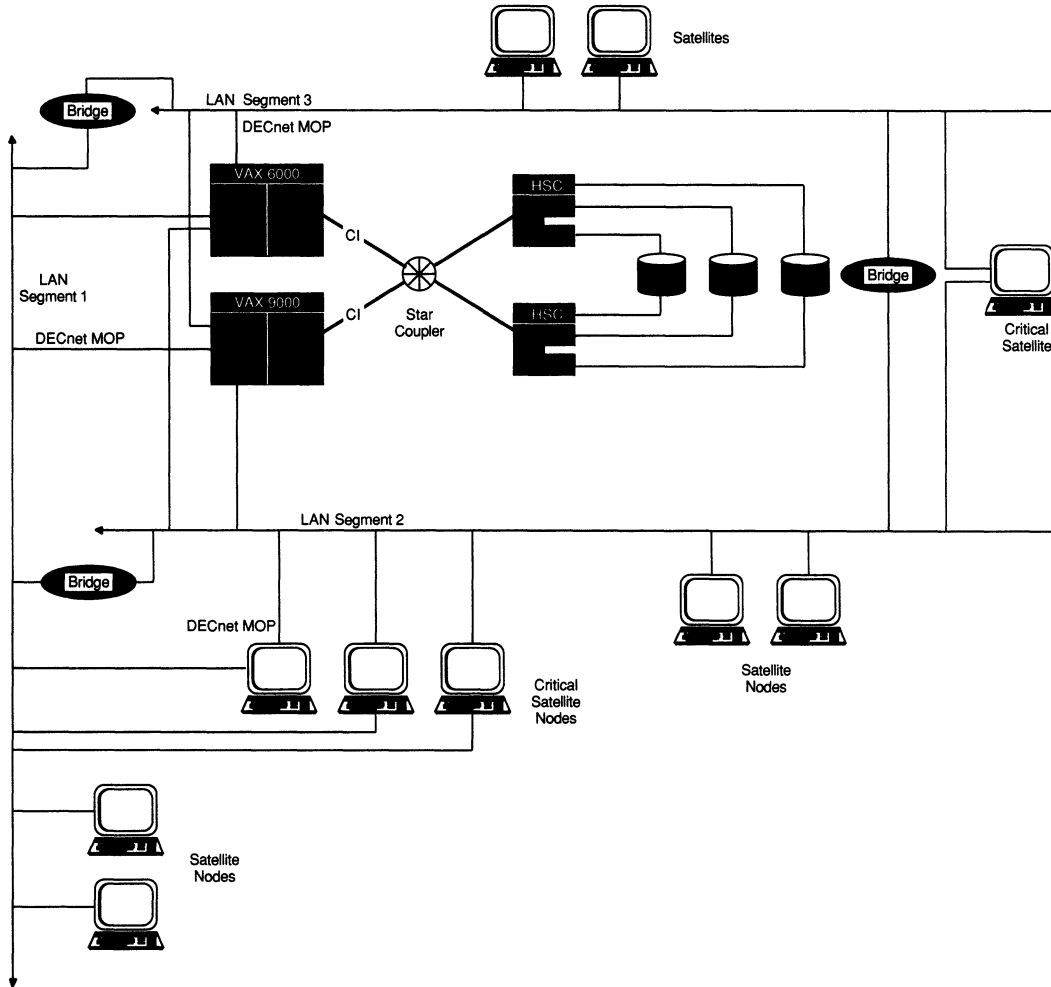 Satellites
LAN Segment 3
Bridge
DECnet MOP
VAX 6000
HSC
CI
LAN
Segment 1
Bridge
VAX 9000
HSC
CI
Star
Coupler
Critical
Satellite
DECnet MOP
LAN Segment 2
Bridge
DECnet MOP
Satellite
Nodes
Critical
Satellite
Nodes
Satellite
Nodes